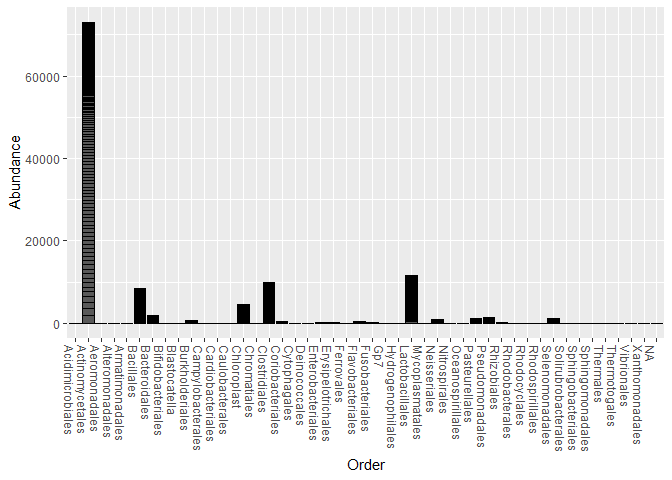 Abundance
60000
40000
20000
0
Acidimicrobiales
Actinomycetales
Aeromonadales
Alteromonadales
Armatimonadales
Bacillales
Bacteroidales
Bifidobacteriales
Blastocatella
Burkholderiales
Campylobacterales
Cardiobacteriales
Caulobacterales
Chloroplast
Chromatiales
Clostridiales
Coriobacteriales
Cytophagales
Deinococcales
Enterobacteriales
Erysipelotrichales
Ferrovales
Flavobacteriales
Fusobacteriales
Gp7
Hydrogenophilales
Lactobacillales
Mycoplasmatales
Neisseriales
Nitrospirales
Oceanospirillales
Pasteurellales
Pseudomonadales
Rhizobiales
Rhodobacterales
Rhodocyclales
Rhodospirillales
Selenomonadales
Solirubrobacterales
Sphingobacteriales
Sphingomonadales
Thermales
Thermotogales
Vibrionales
Xanthomonadales
NA
Order